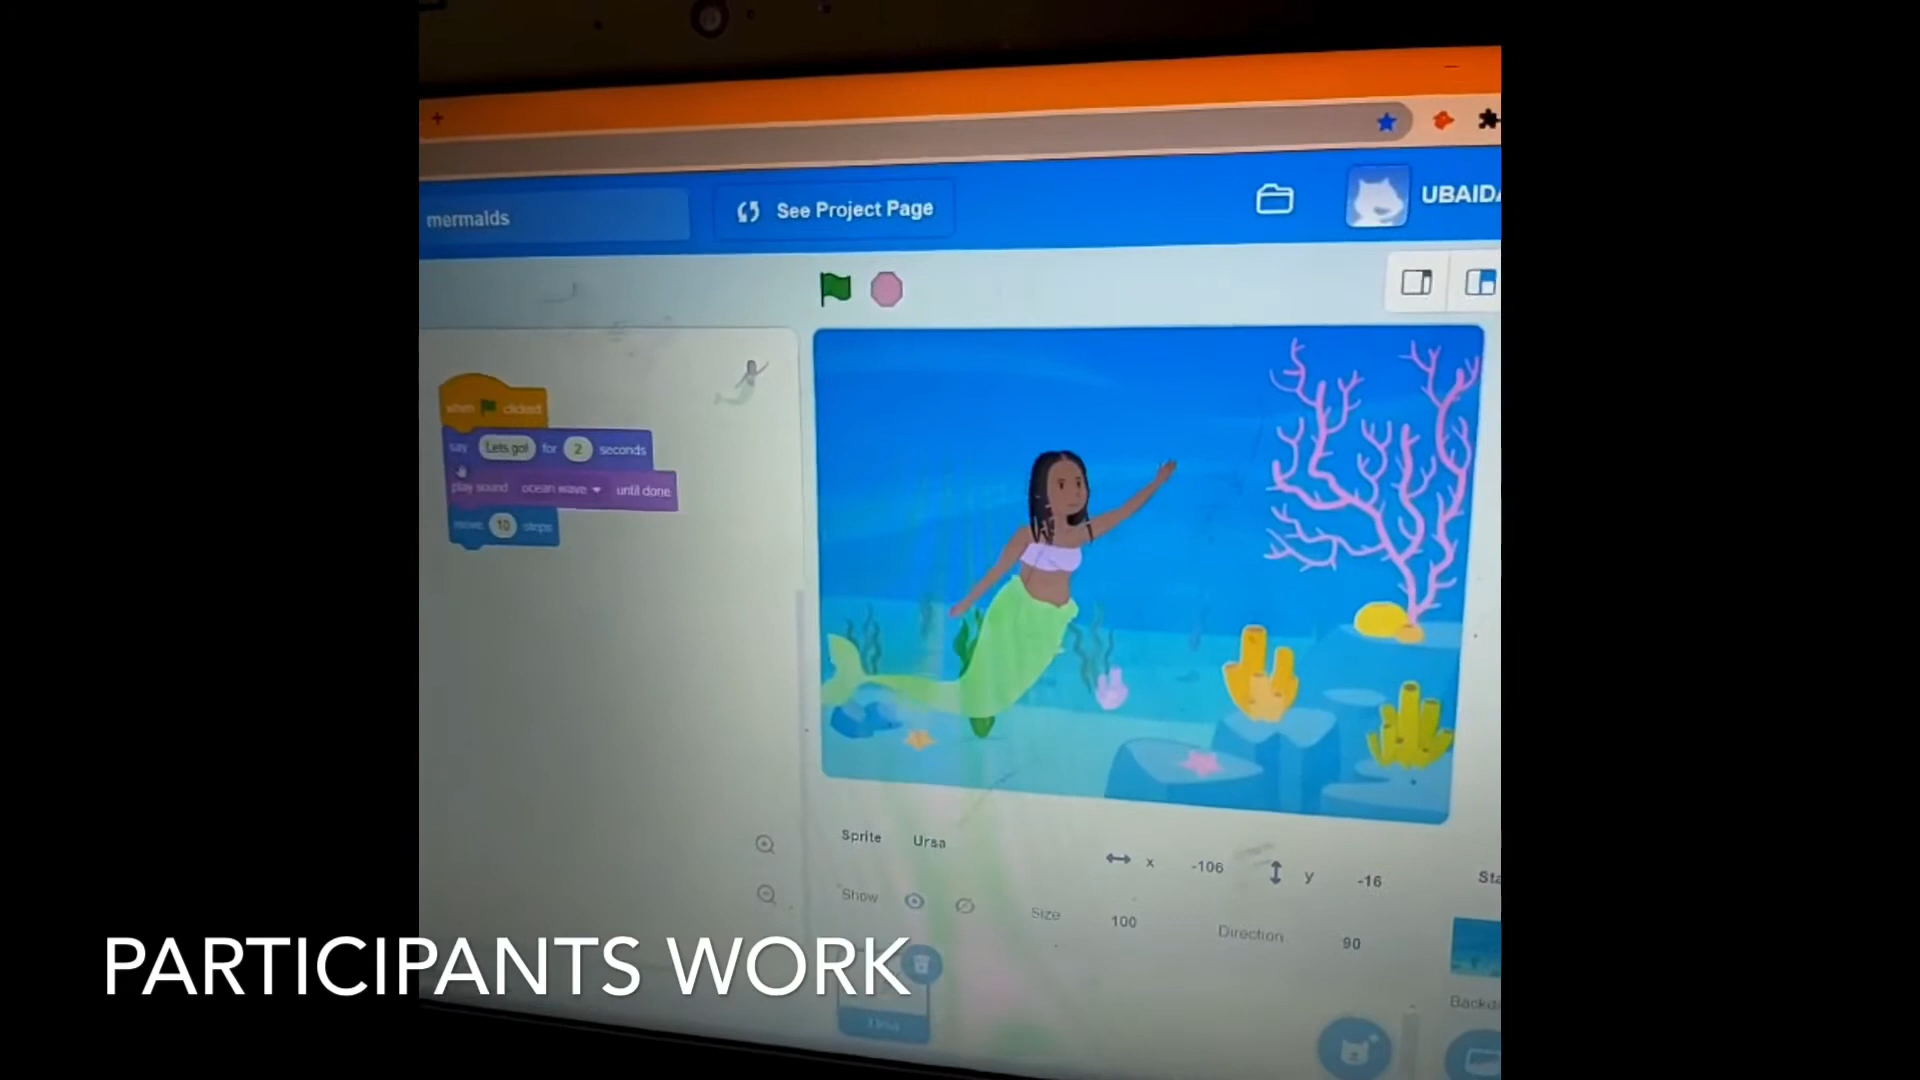 mermaids
See Project Page
UBAIDA
when clicked
say Lets go! for 2 seconds
play sound ocean wave until done
move 10 steps
Sprite Ursa
x -106 y -16
Show Size 100 Direction 90
PARTICIPANTS WORK